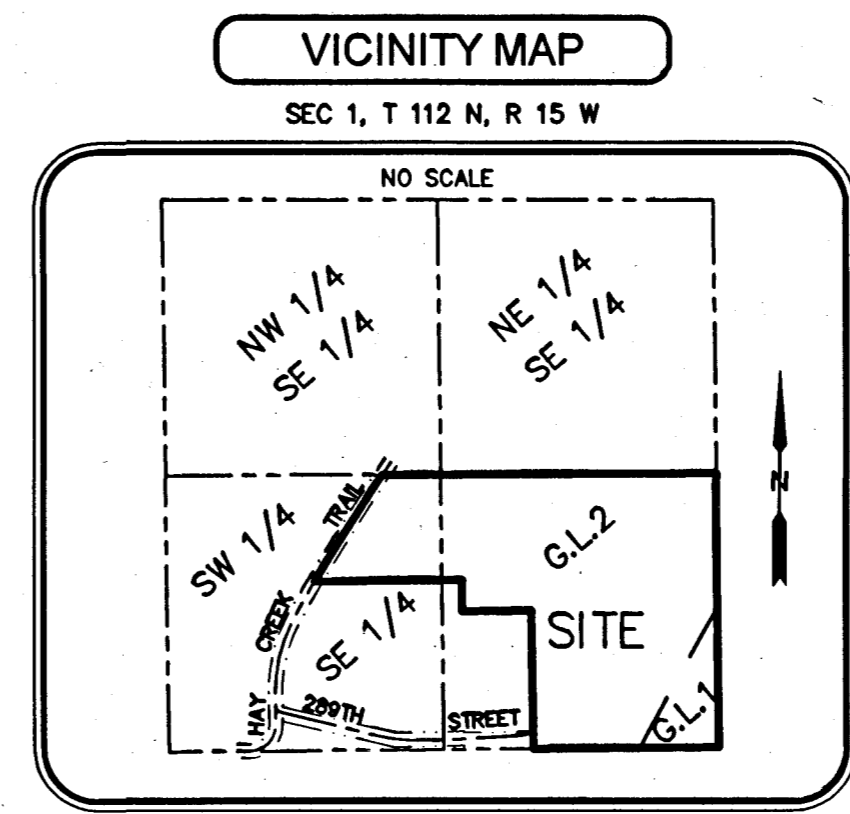 VICINITY MAP
SEC 1, T 112 N, R 15 W
NO SCALE
NW 1/4
SE 1/4
NE 1/4
SE 1/4
N
SW 1/4
SE 1/4
HAY CREEK TRAIL
G.L.2
SITE
G.L.1
289TH STREET